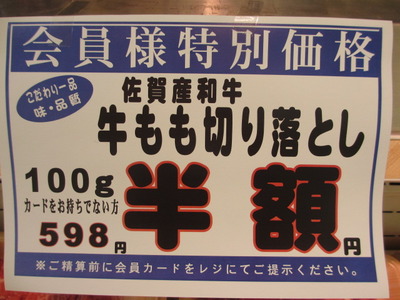 会員様特別価格
こだわり一品
味・品質
佐賀産和牛
牛もも切り落とし
100g
カードをお持ちでない方
598円
半額円
※ご精算前に会員カードをレジにてご提示ください。